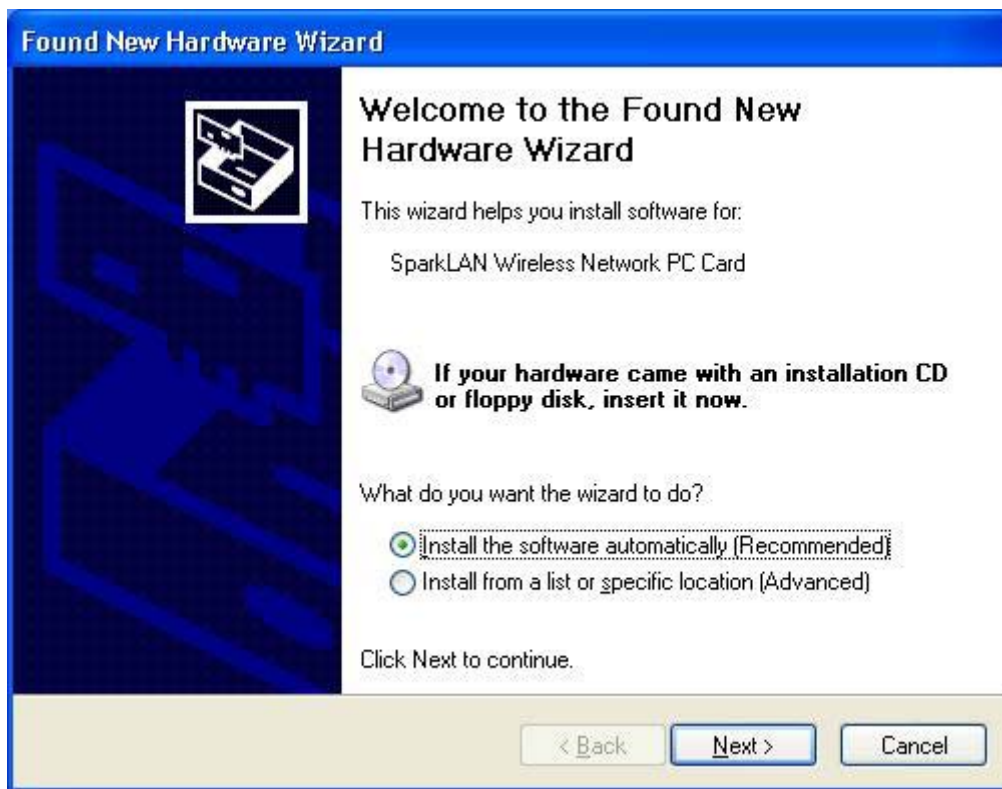 Found New Hardware Wizard
Welcome to the Found New
Hardware Wizard
This wizard helps you install software for:
SparkLAN Wireless Network PC Card
If your hardware came with an installation CD
or floppy disk, insert it now.
What do you want the wizard to do?
Install the software automatically (Recommended)
Install from a list or specific location (Advanced)
Click Next to continue.
< Back
Next >
Cancel